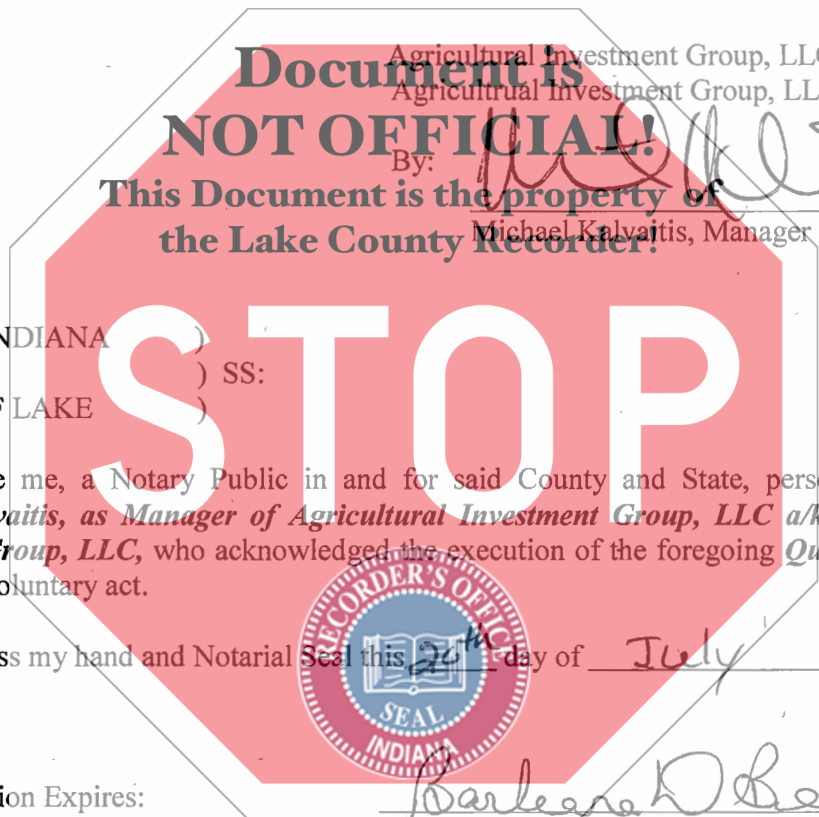 Agricultural Investment Group, LLC
Agricultrual Investment Group, LL
Document is
NOT OFFICIAL!
By:
This Document is the property of
the Lake County Recorder!
Michael Kalvaitis, Manager
NDIANA )
) SS:
F LAKE )
STOP
e me, a Notary Public in and for said County and State, pers
vaitis, as Manager of Agricultural Investment Group, LLC a/k
Group, LLC, who acknowledged the execution of the foregoing Qu
oluntary act.
ss my hand and Notarial Seal this 20th day of July
RECORDER'S OFFICE
SEAL
INDIANA
ion Expires: